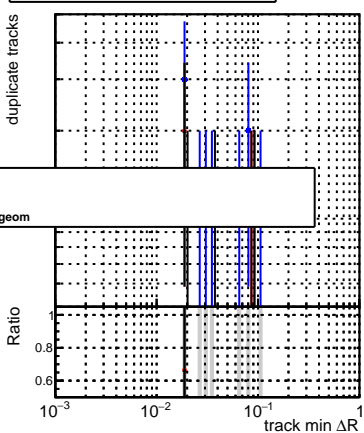 duplicate tracks
geom
Ratio
1
0.8
0.6
10⁻³ 10⁻² 10⁻¹ 1
track min ΔR